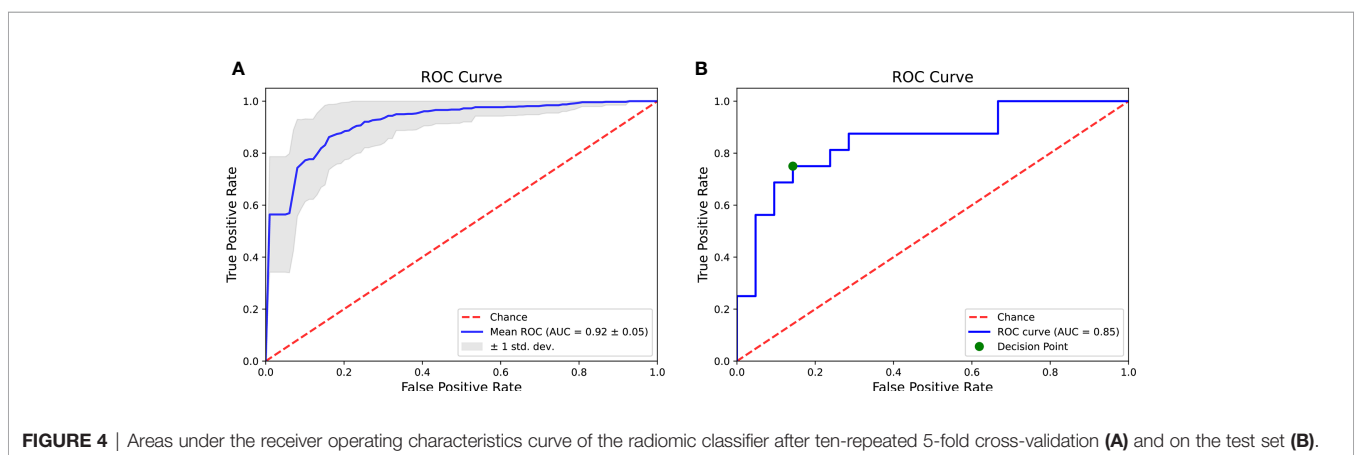 A
ROC Curve
True Positive Rate
1.0
0.8
0.6
0.4
0.2
0.0
Chance
Mean ROC (AUC = 0.92 ± 0.05)
± 1 std. dev.
0.0 0.2 0.4 0.6 0.8 1.0
False Positive Rate
B
ROC Curve
True Positive Rate
1.0
0.8
0.6
0.4
0.2
0.0
Chance
ROC curve (AUC = 0.85)
Decision Point
0.0 0.2 0.4 0.6 0.8 1.0
False Positive Rate
FIGURE 4 | Areas under the receiver operating characteristics curve of the radiomic classifier after ten-repeated 5-fold cross-validation (A) and on the test set (B).